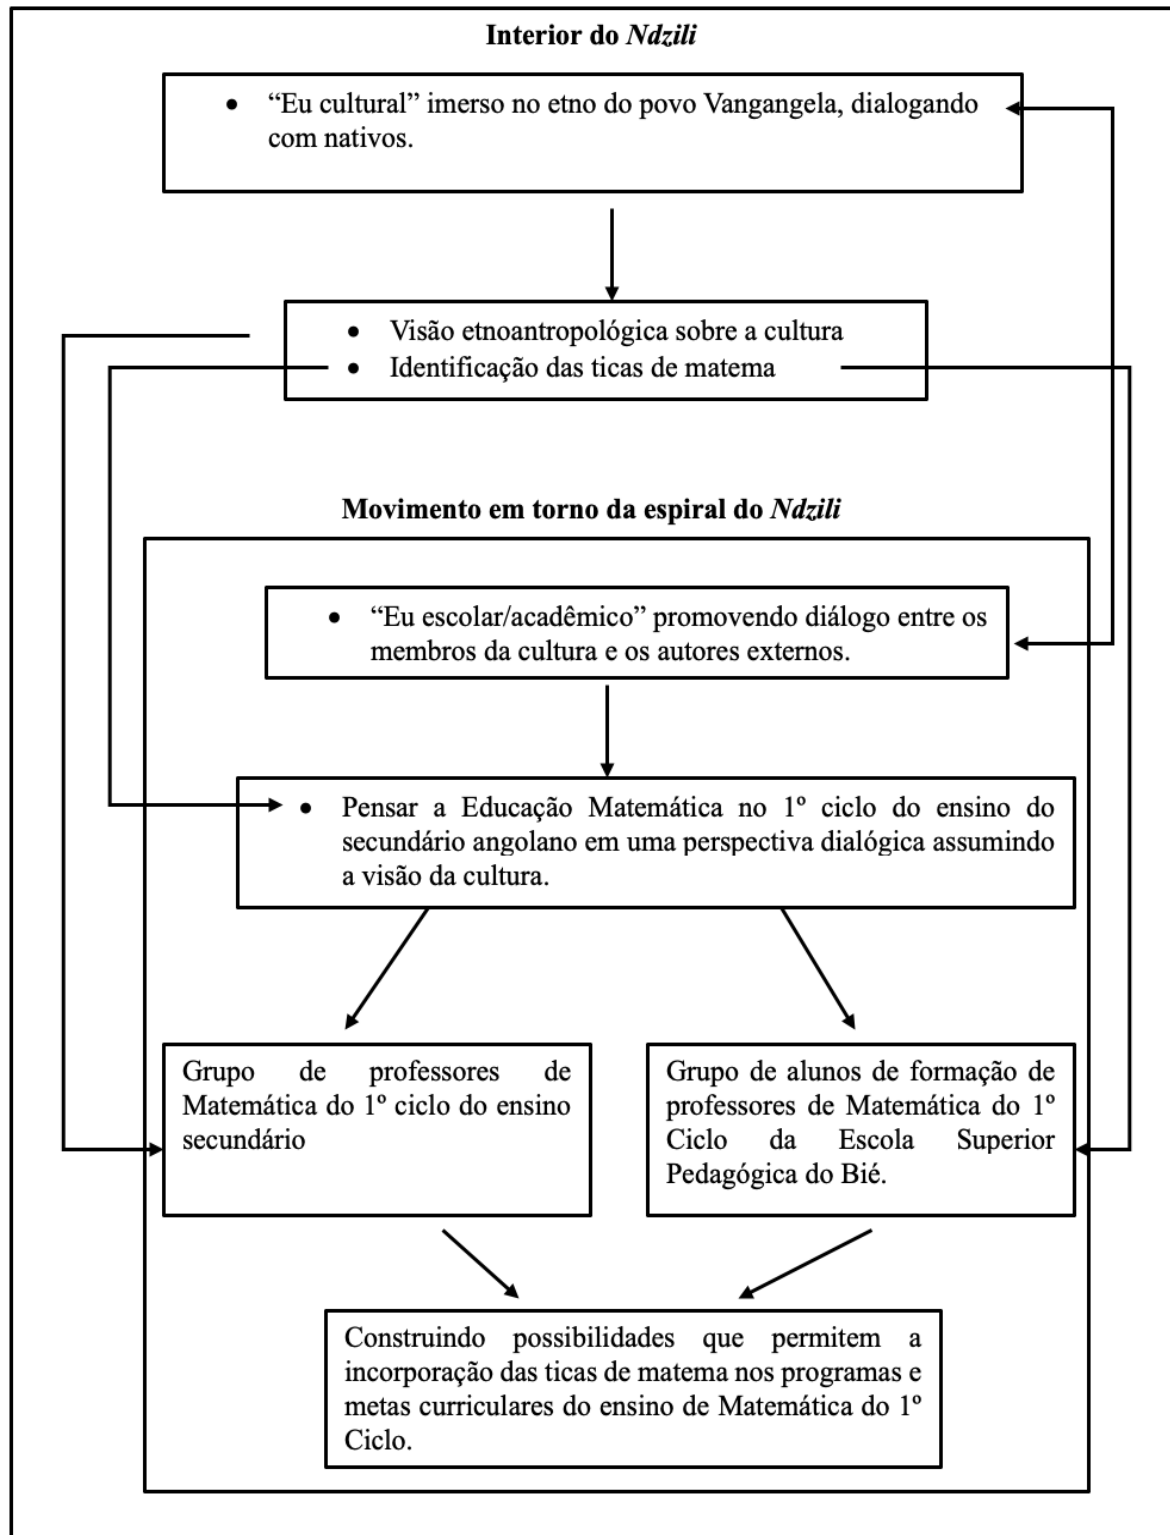 Interior do Ndzili
• “Eu cultural” imerso no etno do povo Vangangela, dialogando
com nativos.
• Visão etnoantropológica sobre a cultura
• Identificação das ticas de matema
Movimento em torno da espiral do Ndzili
• “Eu escolar/acadêmico” promovendo diálogo entre os
membros da cultura e os autores externos.
• Pensar a Educação Matemática no 1º ciclo do ensino do
secundário angolano em uma perspectiva dialógica assumindo
a visão da cultura.
Grupo de professores de
Matemática do 1º ciclo do ensino
secundário
Grupo de alunos de formação de
professores de Matemática do 1º
Ciclo da Escola Superior
Pedagógica do Bié.
Construindo possibilidades que permitem a
incorporação das ticas de matema nos programas e
metas curriculares do ensino de Matemática do 1º
Ciclo.